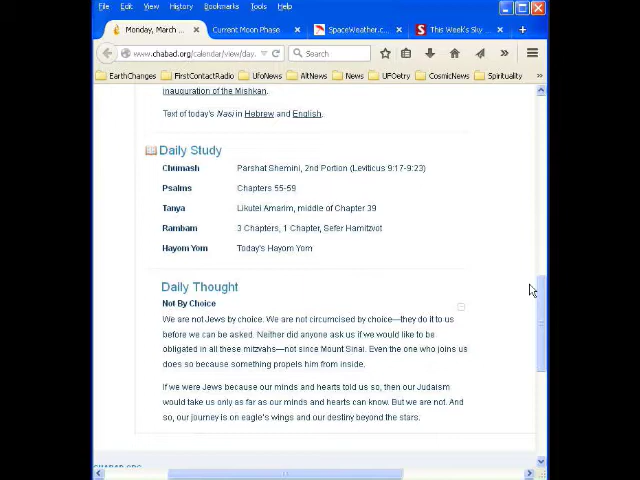 File Edit View History Bookmarks Tools Help
Monday, March Current Moon Phase SpaceWeather.c... This Week's Sky
www.chabad.org/calendar/view/day. Search
EarthChanges FirstContactRadio UfoNews AltNews News UFOetry CosmicNews Spirituality
inauguration of the Mishkan.
Text of today's Nasi in Hebrew and English.
Daily Study
Chumash Parshat Shemini, 2nd Portion (Leviticus 9:17-9:23)
Psalms Chapters 55-59
Tanya Likutei Amarim, middle of Chapter 39
Rambam 3 Chapters, 1 Chapter, Sefer Hamitzvot
Hayom Yom Today's Hayom Yom
Daily Thought
Not By Choice
We are not Jews by choice. We are not circumcised by choice—they do it to us
before we can be asked. Neither did anyone ask us if we would like to be
obligated in all these mitzvahs—not since Mount Sinai. Even the one who joins us
does so because something propels him from inside.
If we were Jews because our minds and hearts told us so, then our Judaism
would take us only as far as our minds and hearts can know. But we are not. And
so, our journey is on eagle's wings and our destiny beyond the stars.
CHABAD.ORG